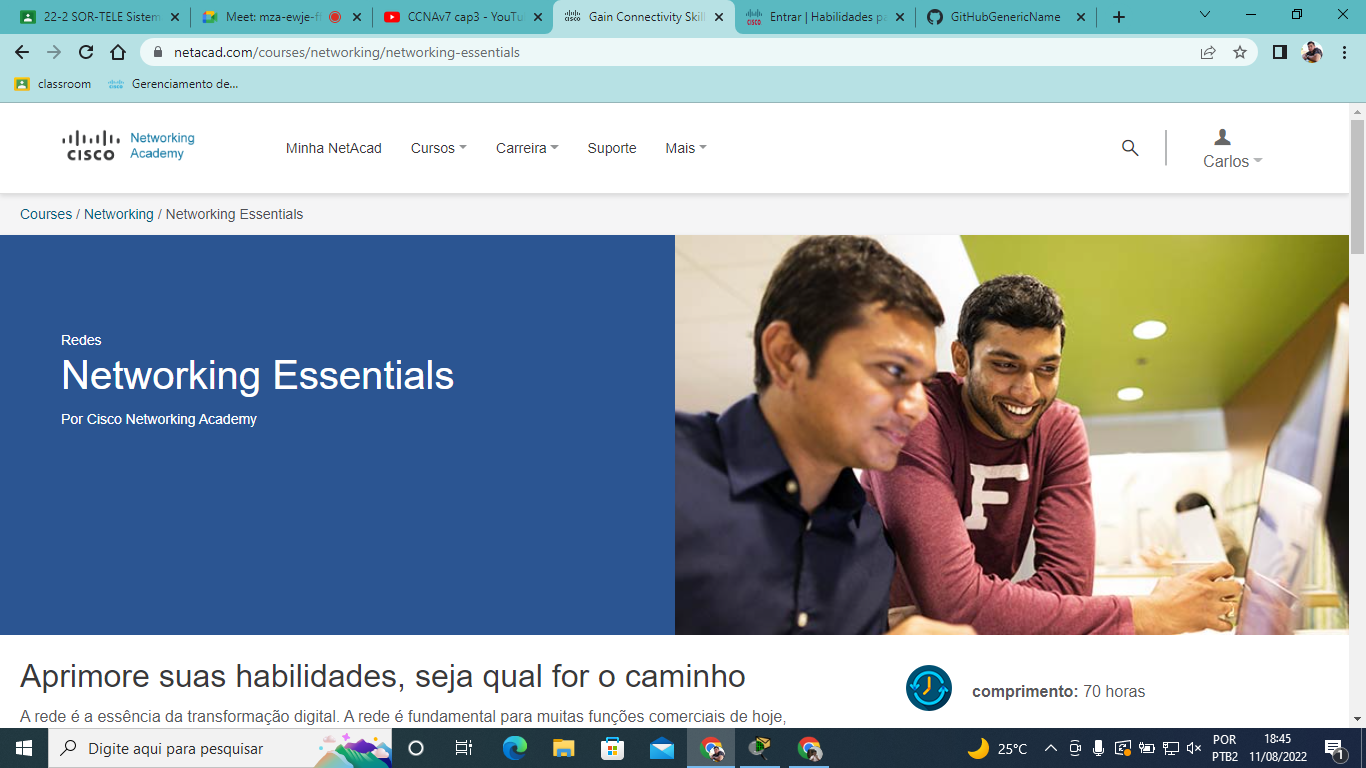 22-2 SOR-TELE Sistem
Meet: mza-ewje-f
CCNAv7 cap3 - YouTu
Gain Connectivity Skil
Entrar | Habilidades pa
GitHubGenericName
netacad.com/courses/networking/networking-essentials
classroom
Gerenciamento de...
CISCO
Networking
Academy
Minha NetAcad
Cursos
Carreira
Suporte
Mais
Carlos
Courses / Networking / Networking Essentials
Redes
Networking Essentials
Por Cisco Networking Academy
F
Aprimore suas habilidades, seja qual for o caminho
A rede é a essência da transformação digital. A rede é fundamental para muitas funções comerciais de hoje,
comprimento: 70 horas
Digite aqui para pesquisar
25°C
POR
PTB2
18:45
11/08/2022
1